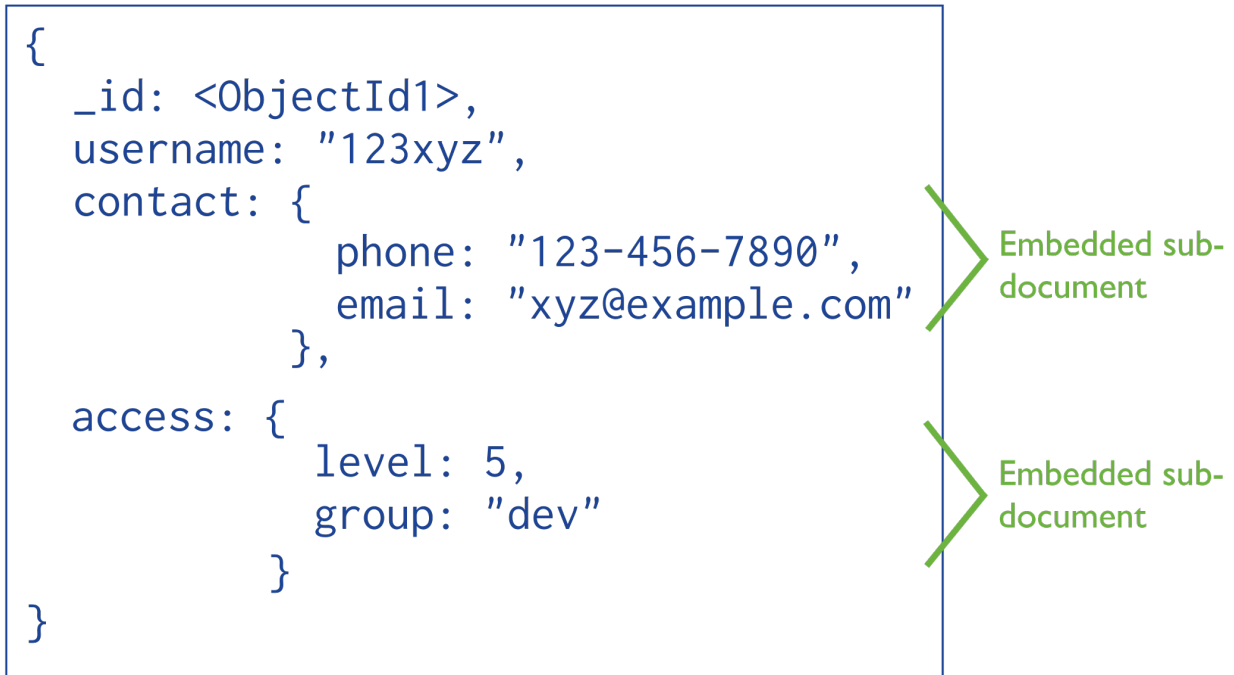 {
_id: <ObjectId1>,
username: "123xyz",
contact: {
phone: "123-456-7890",
email: "xyz@example.com"
},
access: {
level: 5,
group: "dev"
}
}
Embedded sub-
document
Embedded sub-
document